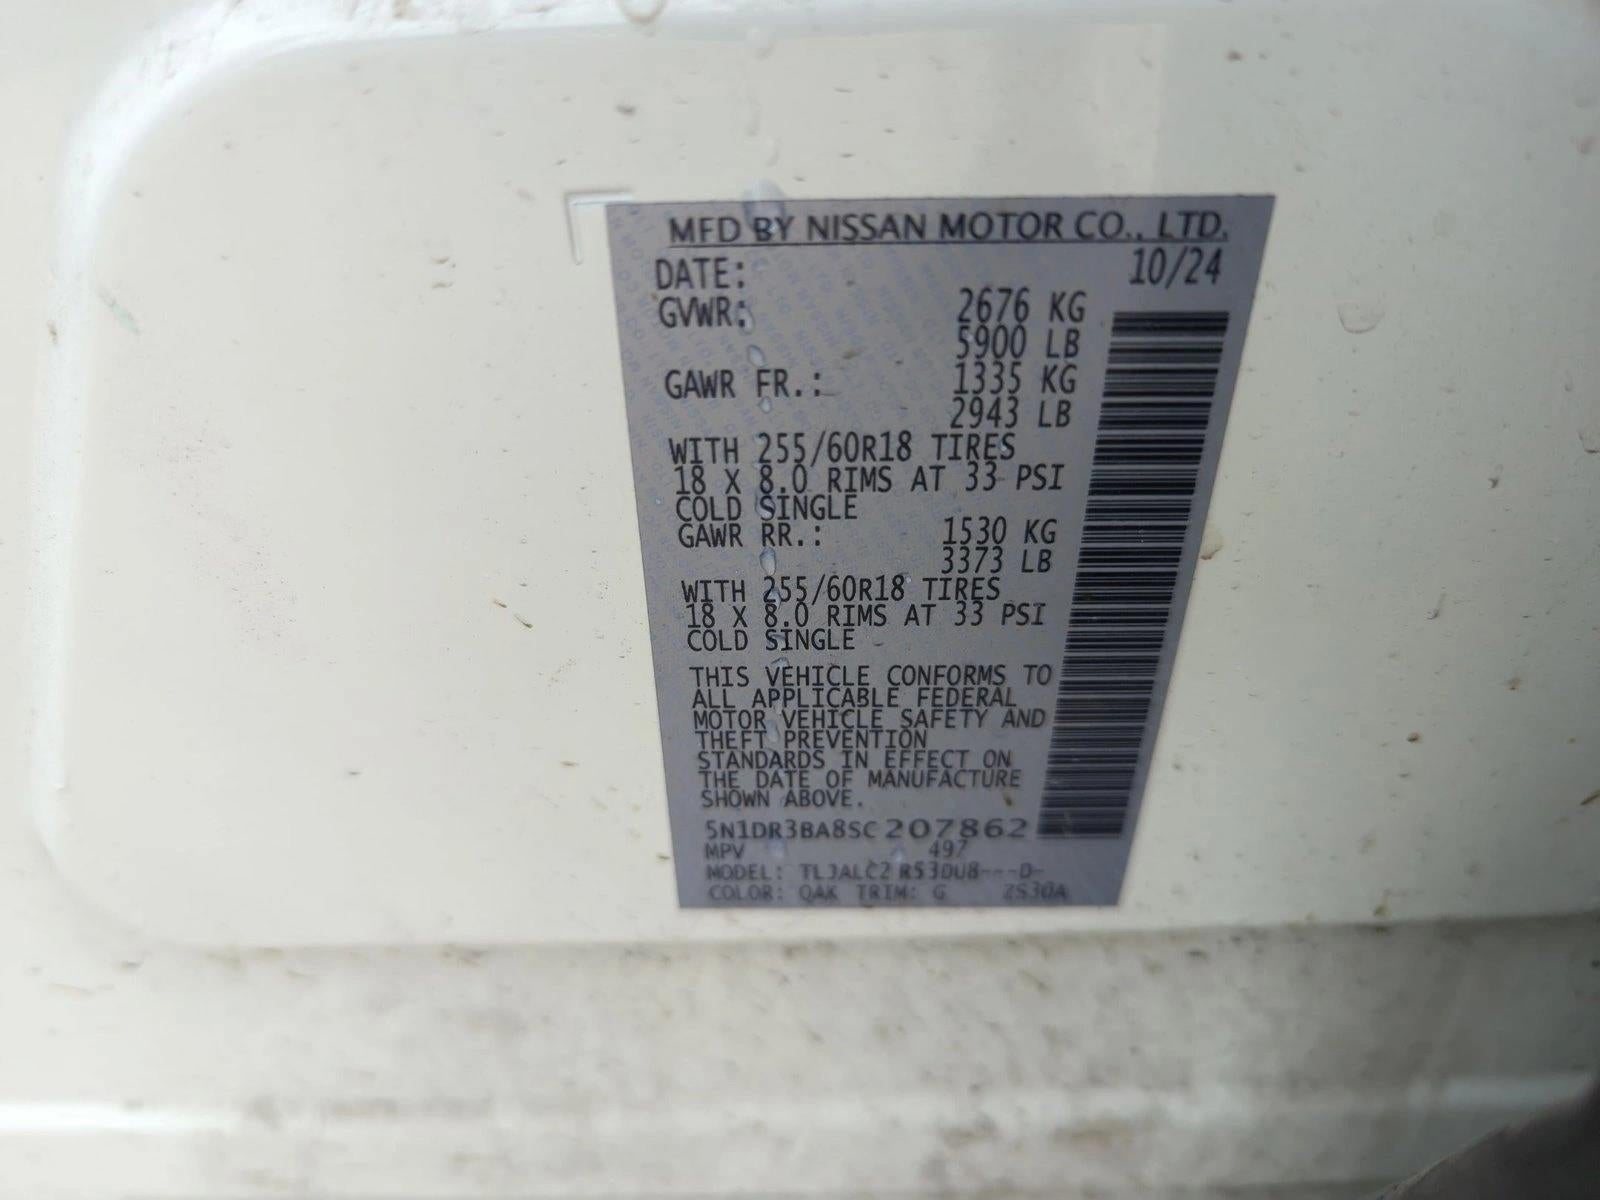 MFD BY NISSAN MOTOR CO., LTD.
DATE: 10/24
GVWR: 2676 KG
5900 LB
GAWR FR.: 1335 KG
2943 LB
WITH 255/60R18 TIRES
18 X 8.0 RIMS AT 33 PSI
COLD SINGLE
GAWR RR.: 1530 KG
3373 LB
WITH 255/60R18 TIRES
18 X 8.0 RIMS AT 33 PSI
COLD SINGLE
THIS VEHICLE CONFORMS TO
ALL APPLICABLE FEDERAL
MOTOR VEHICLE SAFETY AND
THEFT PREVENTION
STANDARDS IN EFFECT ON
THE DATE OF MANUFACTURE
SHOWN ABOVE.
5N1DR3BA8SC207862
MPV 497
MODEL: TLJALC2 R53DU8---D-
COLOR: QAK TRIM: G